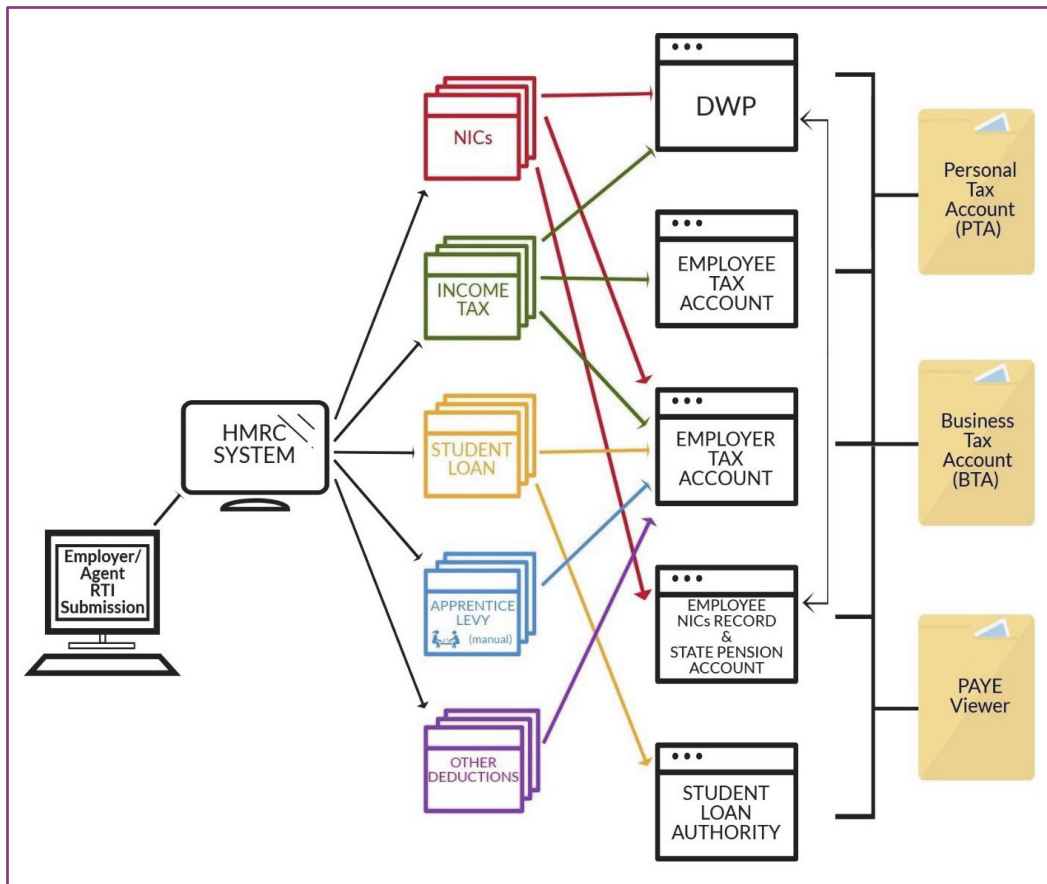 Employer/
Agent
RTI
Submission
HMRC
SYSTEM
NICs
INCOME
TAX
STUDENT
LOAN
APPRENTICE
LEVY
(manual)
OTHER
DEDUCTIONS
DWP
EMPLOYEE
TAX
ACCOUNT
EMPLOYER
TAX
ACCOUNT
EMPLOYEE
NICs RECORD
&
STATE PENSION
ACCOUNT
STUDENT
LOAN
AUTHORITY
Personal
Tax
Account
(PTA)
Business
Tax
Account
(BTA)
PAYE
Viewer